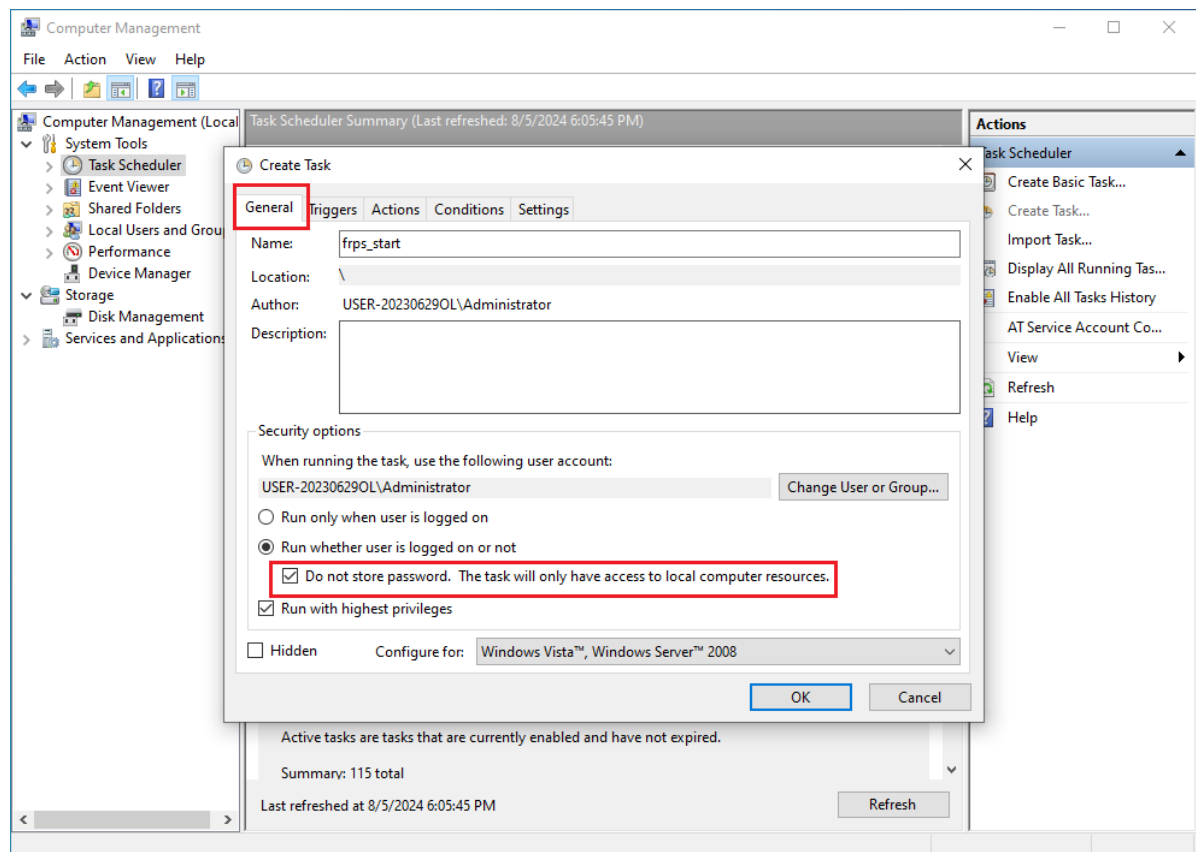 Computer Management
File Action View Help
Computer Management (Local
System Tools
Task Scheduler
Event Viewer
Shared Folders
Local Users and Grou
Performance
Device Manager
Storage
Disk Management
Services and Applications
Task Scheduler Summary (Last refreshed: 8/5/2024 6:05:45 PM)
Create Task
General Triggers Actions Conditions Settings
Name: frps_start
Location: \
Author: USER-20230629OL\Administrator
Description:
Security options
When running the task, use the following user account:
USER-20230629OL\Administrator Change User or Group...
Run only when user is logged on
Run whether user is logged on or not
Do not store password. The task will only have access to local computer resources.
Run with highest privileges
Hidden Configure for: Windows Vista™, Windows Server™ 2008
OK Cancel
Active tasks are tasks that are currently enabled and have not expired.
Summary: 115 total
Last refreshed at 8/5/2024 6:05:45 PM Refresh
Actions
ask Scheduler
Create Basic Task...
Create Task...
Import Task...
Display All Running Tas...
Enable All Tasks History
AT Service Account Co...
View
Refresh
Help